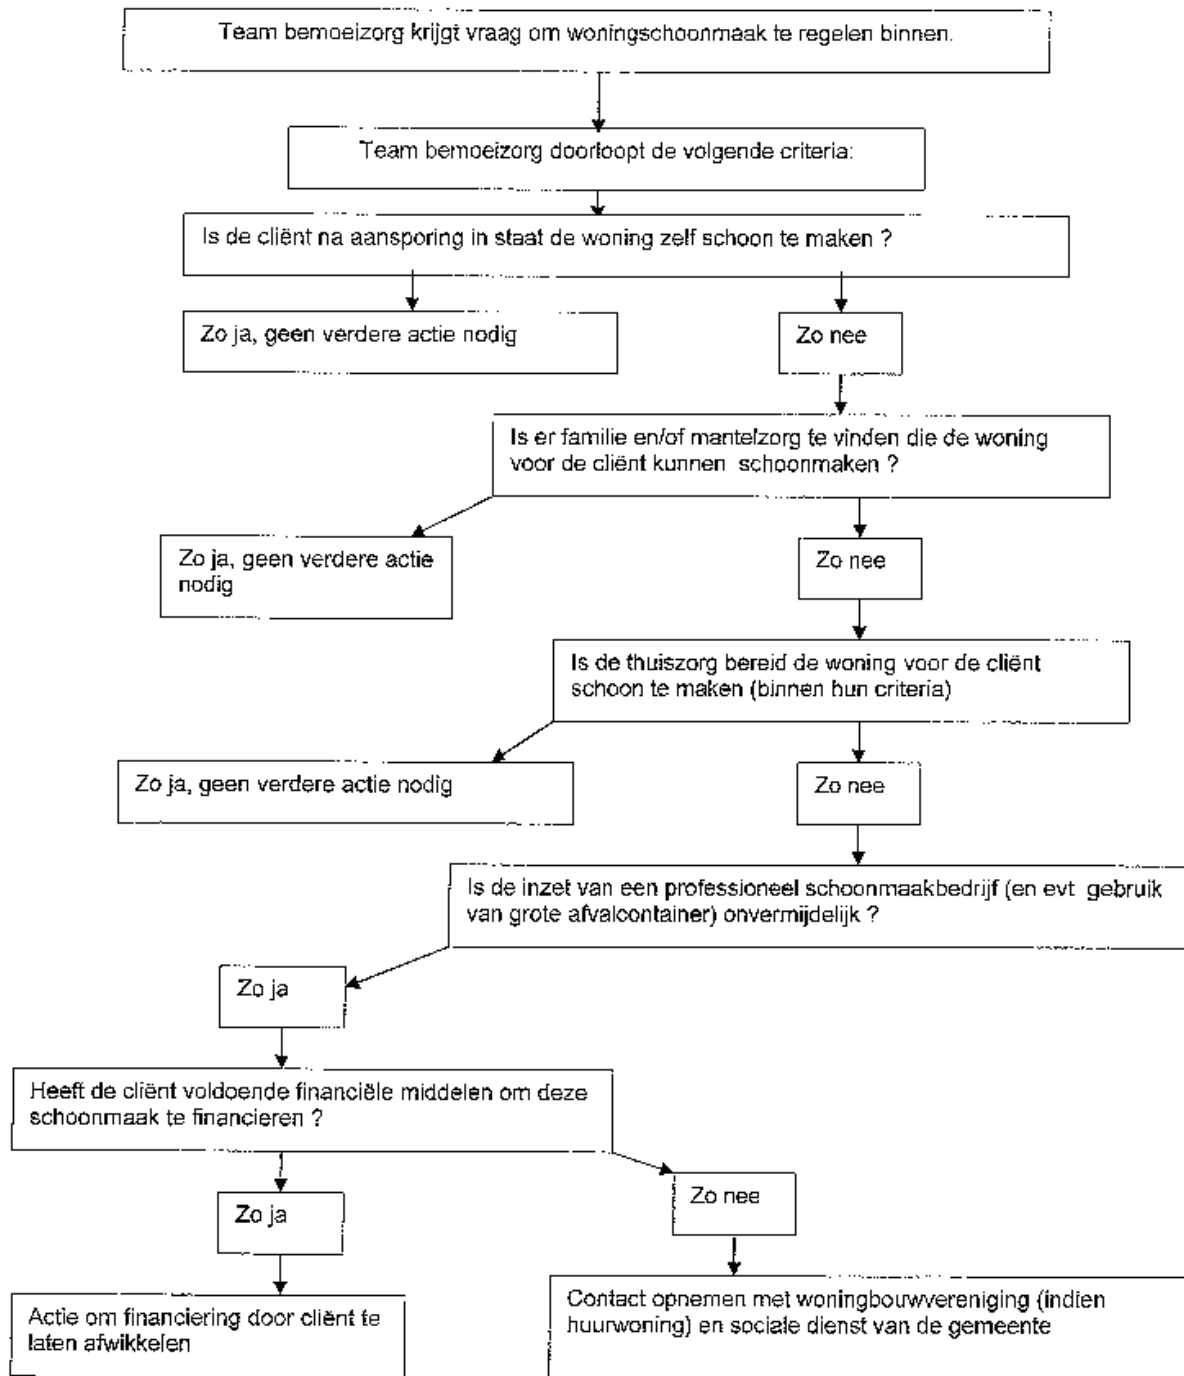 Team bemoeizorg krijgt vraag om woningschoonmaak te regelen binnen.
Team bemoeizorg doorloopt de volgende criteria:
Is de cliënt na aansporing in staat de woning zelf schoon te maken ?
Zo ja, geen verdere actie nodig
Zo nee
Is er familie en/of mantelzorg te vinden die de woning
voor de cliënt kunnen schoonmaken ?
Zo ja, geen verdere actie
nodig
Zo nee
Is de thuiszorg bereid de woning voor de cliënt
schoon te maken (binnen hun criteria)
Zo ja, geen verdere actie nodig
Zo nee
Is de inzet van een professioneel schoonmaakbedrijf (en evt gebruik
van grote afvalcontainer) onvermijdelijk ?
Zo ja
Heeft de cliënt voldoende financiële middelen om deze
schoonmaak te financieren ?
Zo ja
Zo nee
Actie om financiering door cliënt te
laten afwikkelen
Contact opnemen met woningbouwvereniging (indien
huurwoning) en sociale dienst van de gemeente